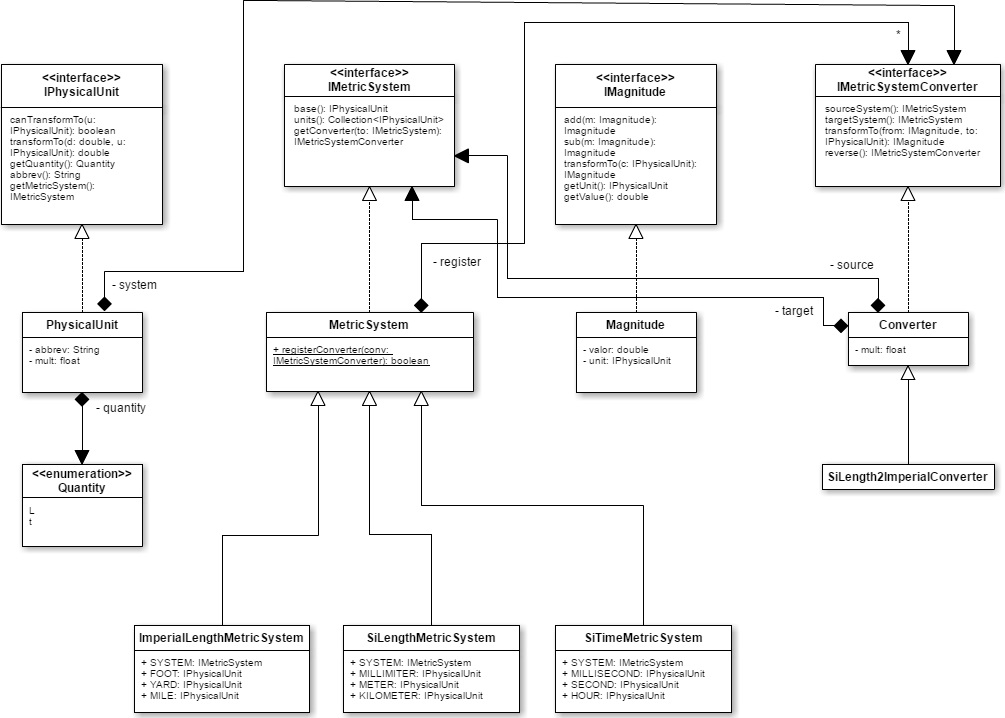 *
<<interface>>
IPhysicalUnit
canTransformTo(u:
IPhysicalUnit): boolean
transformTo(d: double, u:
IPhysicalUnit): double
getQuantity(): Quantity
abbrev(): String
getMetricSystem():
IMetricSystem
<<interface>>
IMetricSystem
base(): IPhysicalUnit
units(): Collection<IPhysicalUnit>
getConverter(to: IMetricSystem):
IMetricSystemConverter
<<interface>>
IMagnitude
add(m: Imagnitude):
Imagnitude
sub(m: Imagnitude):
Imagnitude
transformTo(c: IPhysicalUnit):
IMagnitude
getUnit(): IPhysicalUnit
getValue(): double
<<interface>>
IMetricSystemConverter
sourceSystem(): IMetricSystem
targetSystem(): IMetricSystem
transformTo(from: IMagnitude, to:
IPhysicalUnit): IMagnitude
reverse(): IMetricSystemConverter
- system
- register
- source
- target
PhysicalUnit
- abbrev: String
- mult: float
MetricSystem
+ registerConverter(conv:
IMetricSystemConverter): boolean
Magnitude
- valor: double
- unit: IPhysicalUnit
Converter
- mult: float
- quantity
<<enumeration>>
Quantity
L
t
SiLength2ImperialConverter
ImperialLengthMetricSystem
+ SYSTEM: IMetricSystem
+ FOOT: IPhysicalUnit
+ YARD: IPhysicalUnit
+ MILE: IPhysicalUnit
SiLengthMetricSystem
+ SYSTEM: IMetricSystem
+ MILLIMITER: IPhysicalUnit
+ METER: IPhysicalUnit
+ KILOMETER: IPhysicalUnit
SiTimeMetricSystem
+ SYSTEM: IMetricSystem
+ MILLISECOND: IPhysicalUnit
+ SECOND: IPhysicalUnit
+ HOUR: IPhysicalUnit